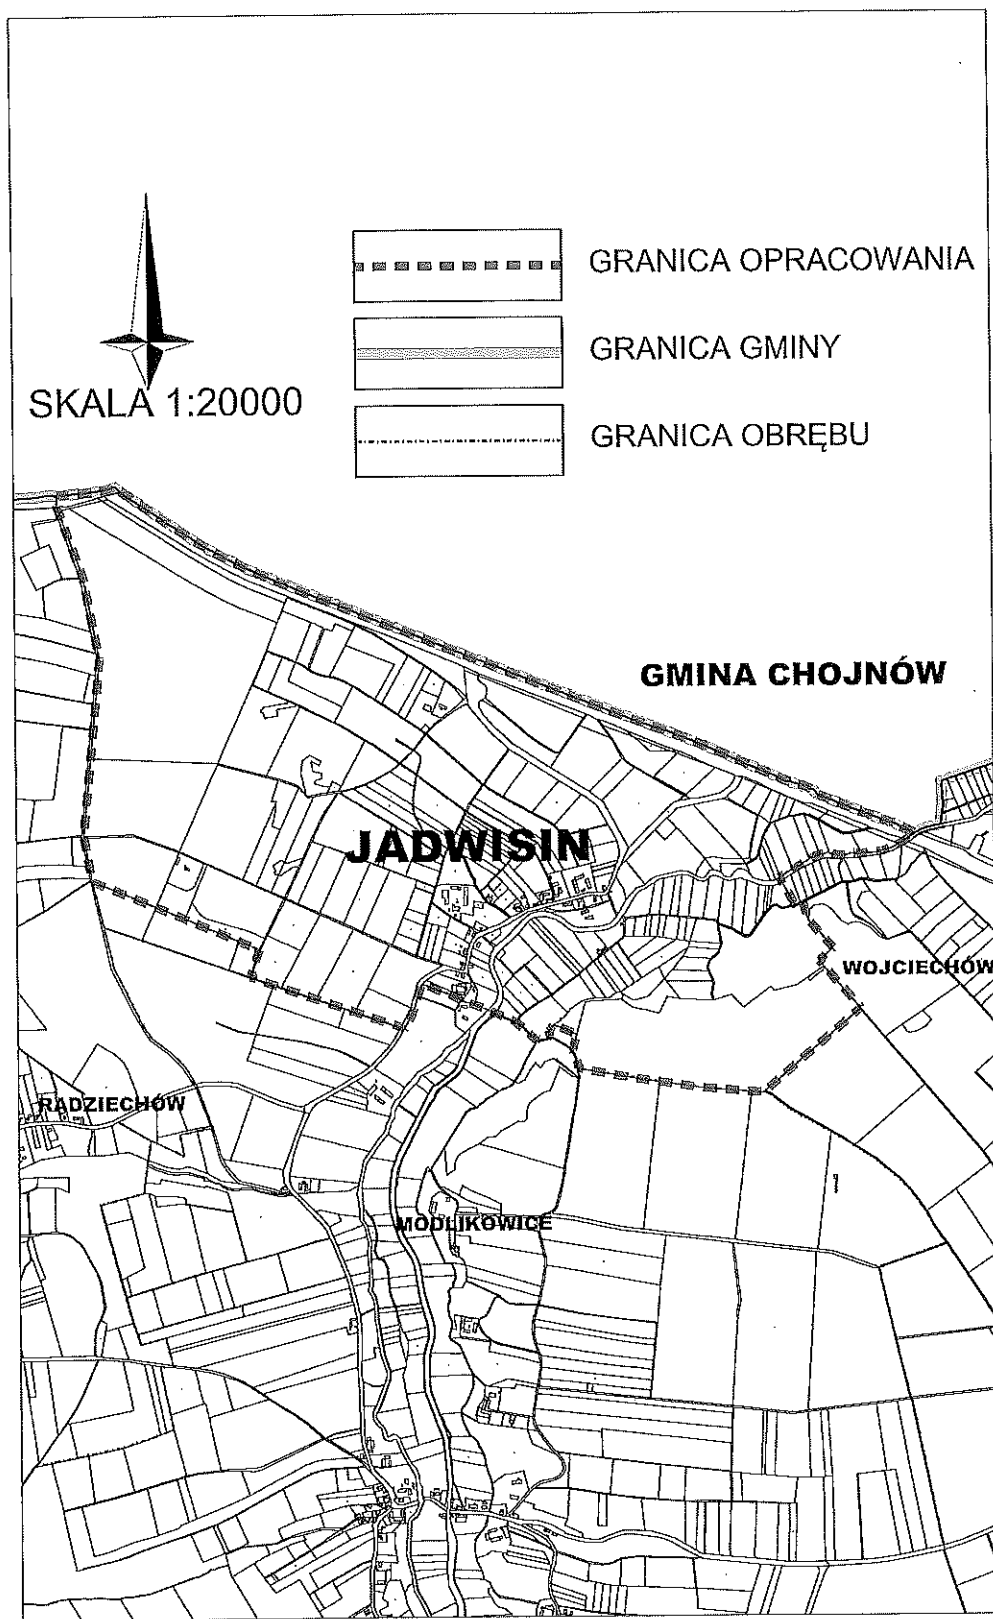 GRANICA OPRACOWANIA
GRANICA GMINY
SKALA 1:20000
GRANICA OBRĘBU
GMINA CHOJNÓW
JADWISIN
WOJCIECHÓW
RADZIECHÓW
MODLIKOWICE